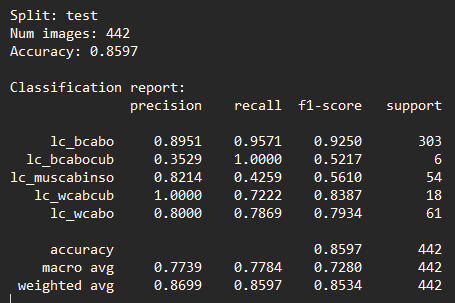 Split: test
Num images: 442
Accuracy: 0.8597
Classification report:
precision recall f1-score support
lc_bcabo 0.8951 0.9571 0.9250 303
lc_bcabocub 0.3529 1.0000 0.5217 6
lc_muscabinso 0.8214 0.4259 0.5610 54
lc_wcabcub 1.0000 0.7222 0.8387 18
lc_wcabo 0.8000 0.7869 0.7934 61
accuracy 0.8597 442
macro avg 0.7739 0.7784 0.7280 442
weighted avg 0.8699 0.8597 0.8534 442